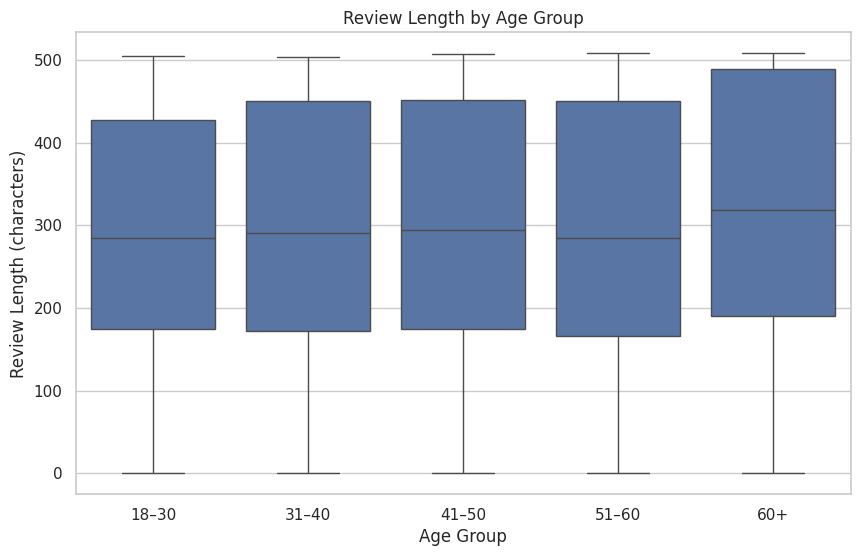 Review Length by Age Group
Review Length (characters)
500
400
300
200
100
0
18–30 31–40 41–50 51–60 60+
Age Group